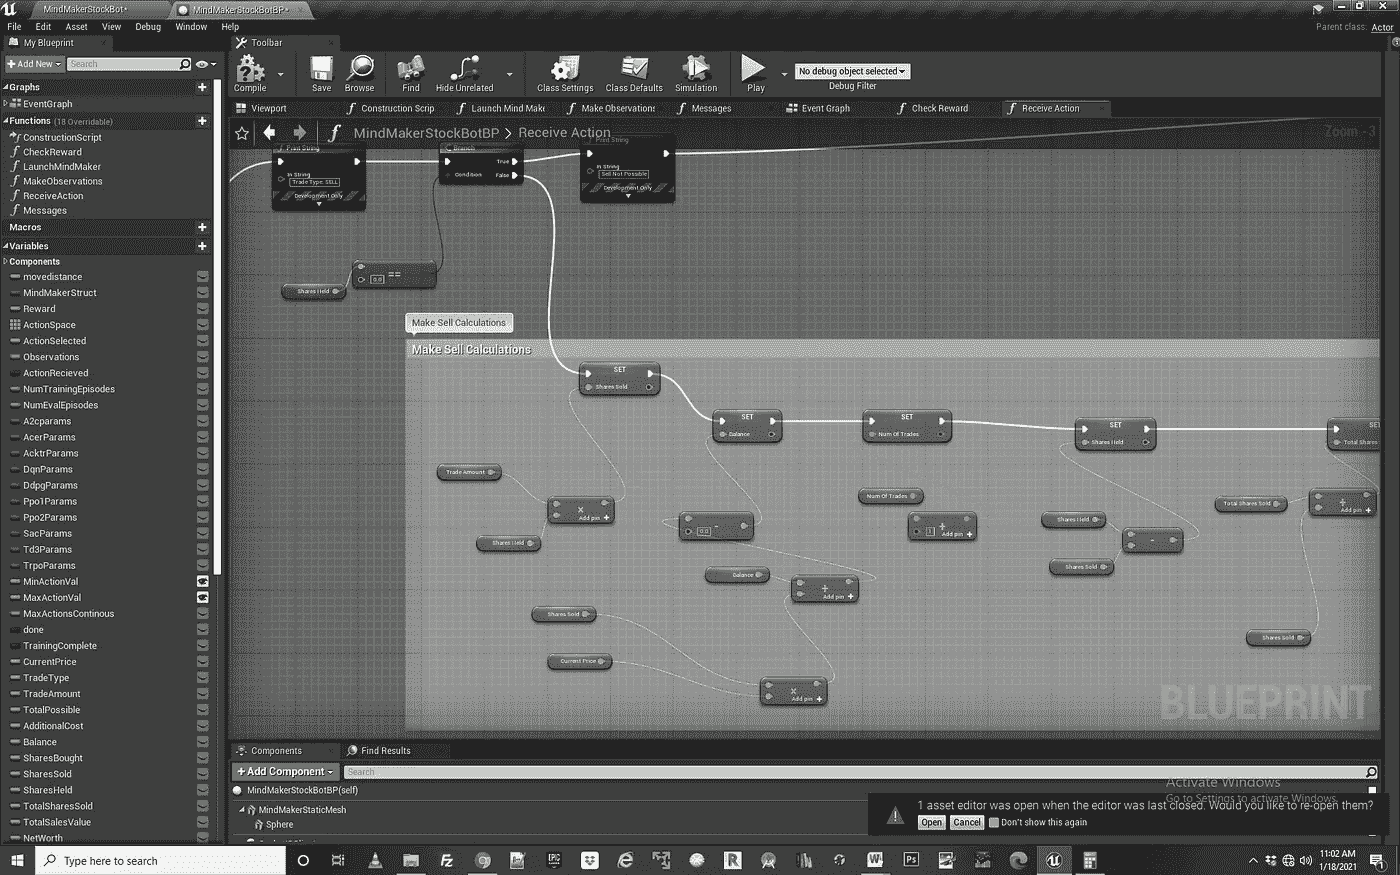 MindMakerStockBot*
MindMakerStockBotBP*
File Edit Asset View Debug Window Help
Parent class: Actor
My Blueprint
Toolbar
Add New
Search
Compile
Save
Browse
Find
Hide Unrelated
Class Settings
Class Defaults
Simulation
Play
No debug object selected
Debug Filter
Viewport
Construction Scrip
Launch Mind Make
Make Observations
Messages
Event Graph
Check Reward
Receive Action
MindMakerStockBotBP > Receive Action
Zoom -3
Graphs
EventGraph
Functions (18 Overridable)
ConstructionScript
CheckReward
LaunchMindMaker
MakeObservations
ReceiveAction
Messages
Macros
Variables
Components
movedistance
MindMakerStruct
Reward
ActionSpace
ActionSelected
Observations
ActionRecieved
NumTrainingEpisodes
NumEvalEpisodes
A2cparams
AcerParams
AcktrParams
DqnParams
DdpgParams
Ppo1Params
Ppo2Params
SacParams
Td3Params
TrpoParams
MinActionVal
MaxActionVal
MaxActionsContinous
done
TrainingComplete
CurrentPrice
TradeType
TradeAmount
TotalPossible
AdditionalCost
Balance
SharesBought
SharesSold
SharesHeld
TotalSharesSold
TotalSalesValue
NetWorth
Print String
In String
Trade Type: SELL
Development Only
Branch
True
Condition
False
Print String
In String
Sell Not Possible
Development Only
Shares Held
0.0
==
Make Sell Calculations
Make Sell Calculations
SET
Shares Sold
SET
Balance
SET
Num Of Trades
SET
Shares Held
SET
Total Shares
Trade Amount
Shares Held
Add pin +
0.0
Num Of Trades
1
Add pin +
Shares Held
Shares Sold
Total Shares Sold
Add pin +
Balance
Add pin +
Shares Sold
Current Price
Add pin +
Shares Sold
BLUEPRINT
Components
Find Results
+ Add Component
Search
MindMakerStockBotBP(self)
MindMakerStaticMesh
Sphere
Activate Windows
Go to Settings to activate Windows.
1 asset editor was open when the editor was last closed. Would you like to re-open them?
Open
Cancel
Don't show this again
Type here to search
11:02 AM
1/18/2021